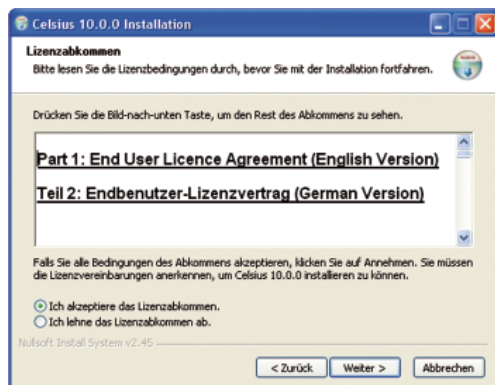 Celsius 10.0.0 Installation
Lizenzabkommen
Bitte lesen Sie die Lizenzbedingungen durch, bevor Sie mit der Installation fortfahren.
Drücken Sie die Bild-nach-unten Taste, um den Rest des Abkommens zu sehen.
Part 1: End User Licence Agreement (English Version)
Teil 2: Endbenutzer-Lizenzvertrag (German Version)
Falls Sie alle Bedingungen des Abkommens akzeptieren, klicken Sie auf Annehmen. Sie müssen
die Lizenzvereinbarungen anerkennen, um Celsius 10.0.0 installieren zu können.
Ich akzeptiere das Lizenzabkommen.
Ich lehne das Lizenzabkommen ab.
Nullsoft Install System v2.45
< Zurück Weiter > Abbrechen